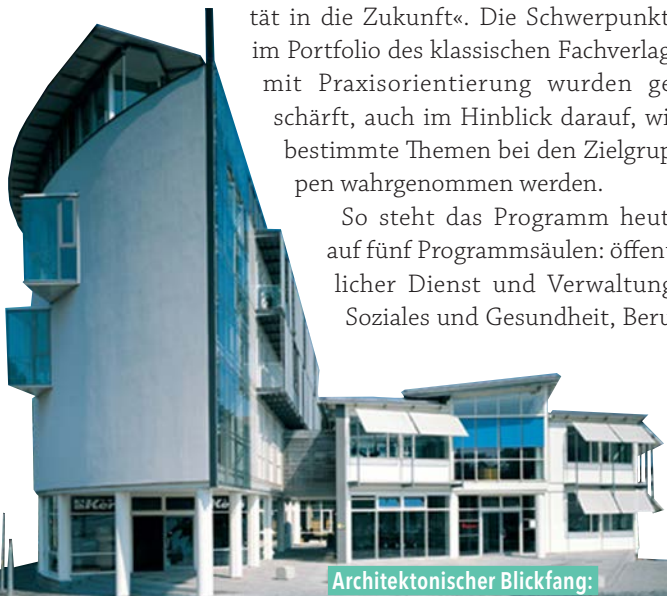 tät in die Zukunft«. Die Schwerpunkt
im Portfolio des klassischen Fachverlag
mit Praxisorientierung wurden ge
schärft, auch im Hinblick darauf, wi
bestimmte Themen bei den Zielgrup
pen wahrgenommen werden.
So steht das Programm heut
auf fünf Programmsäulen: öffent
licher Dienst und Verwaltung
Soziales und Gesundheit, Beru
Architektonischer Blickfang: